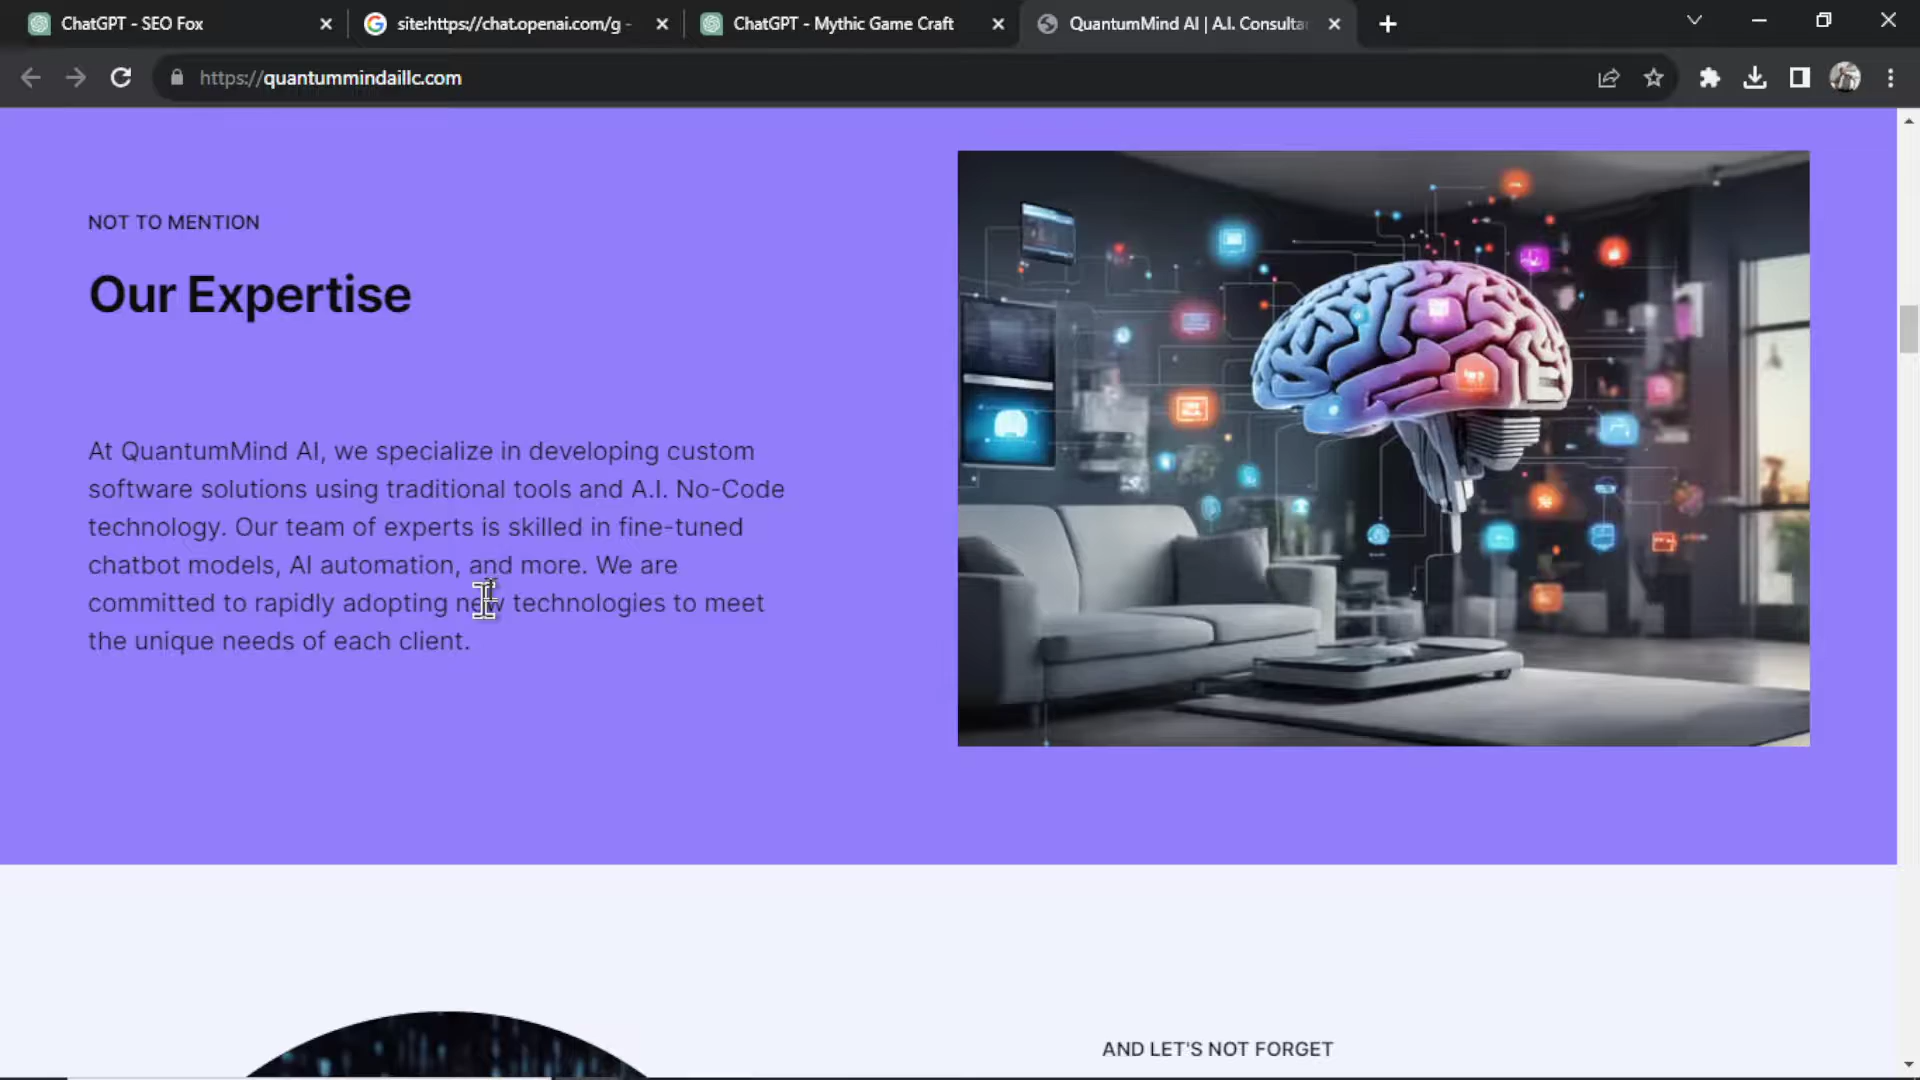 ChatGPT - SEO Fox
site:https://chat.openai.com/g -
ChatGPT - Mythic Game Craft
QuantumMind AI | A.I. Consulta
https://quantummindaillc.com
NOT TO MENTION
Our Expertise
At QuantumMind AI, we specialize in developing custom
software solutions using traditional tools and A.I. No-Code
technology. Our team of experts is skilled in fine-tuned
chatbot models, AI automation, and more. We are
committed to rapidly adopting new technologies to meet
the unique needs of each client.
AND LET'S NOT FORGET